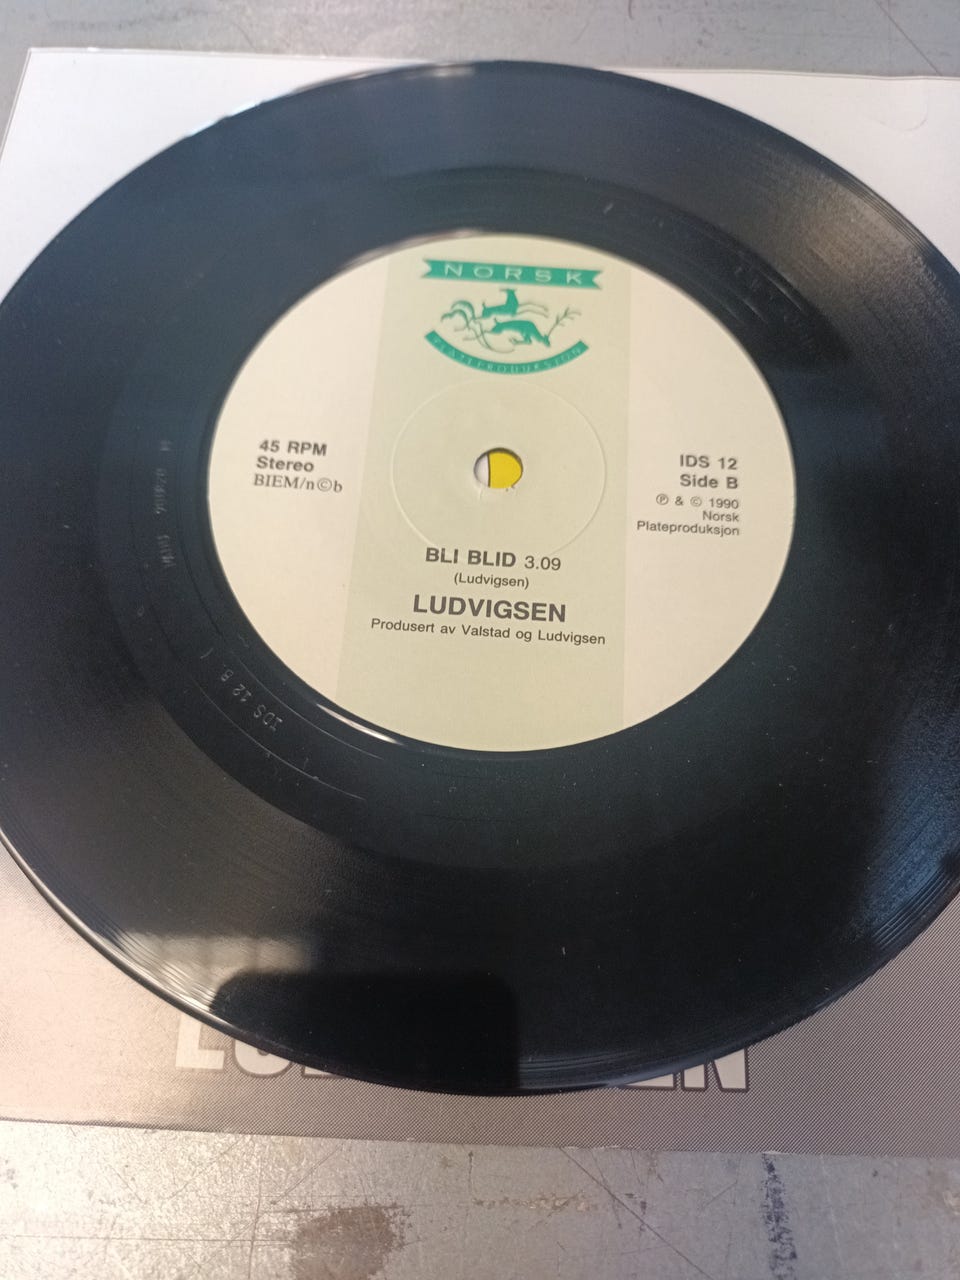 NORSK
PLATEPRODUKSJON
45 RPM
Stereo
BIEM/n©b
IDS 12
Side B
℗ & © 1990
Norsk
Plateproduksjon
BLI BLID 3.09
(Ludvigsen)
LUDVIGSEN
Produsert av Valstad og Ludvigsen
IDS 12 B 1